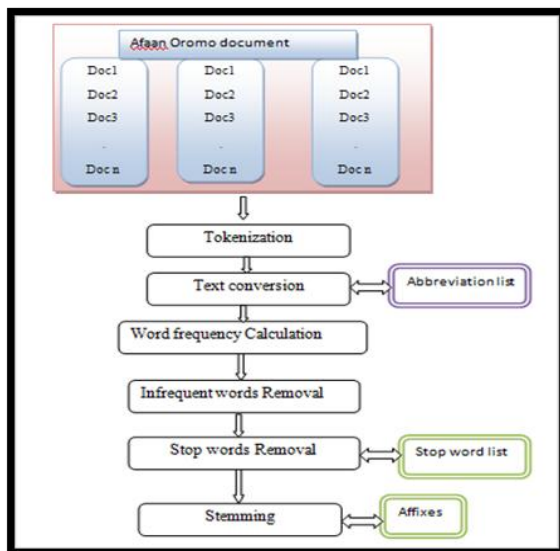 Afaan Oromo document
Doc1 Doc1 Doc1
Doc2 Doc2 Doc2
Doc3 Doc3 Doc3
. . .
Doc n Doc n Doc n
Tokenization
Text conversion
Abbreviation list
Word frequency Calculation
Infrequent words Removal
Stop words Removal
Stop word list
Stemming
Affixes